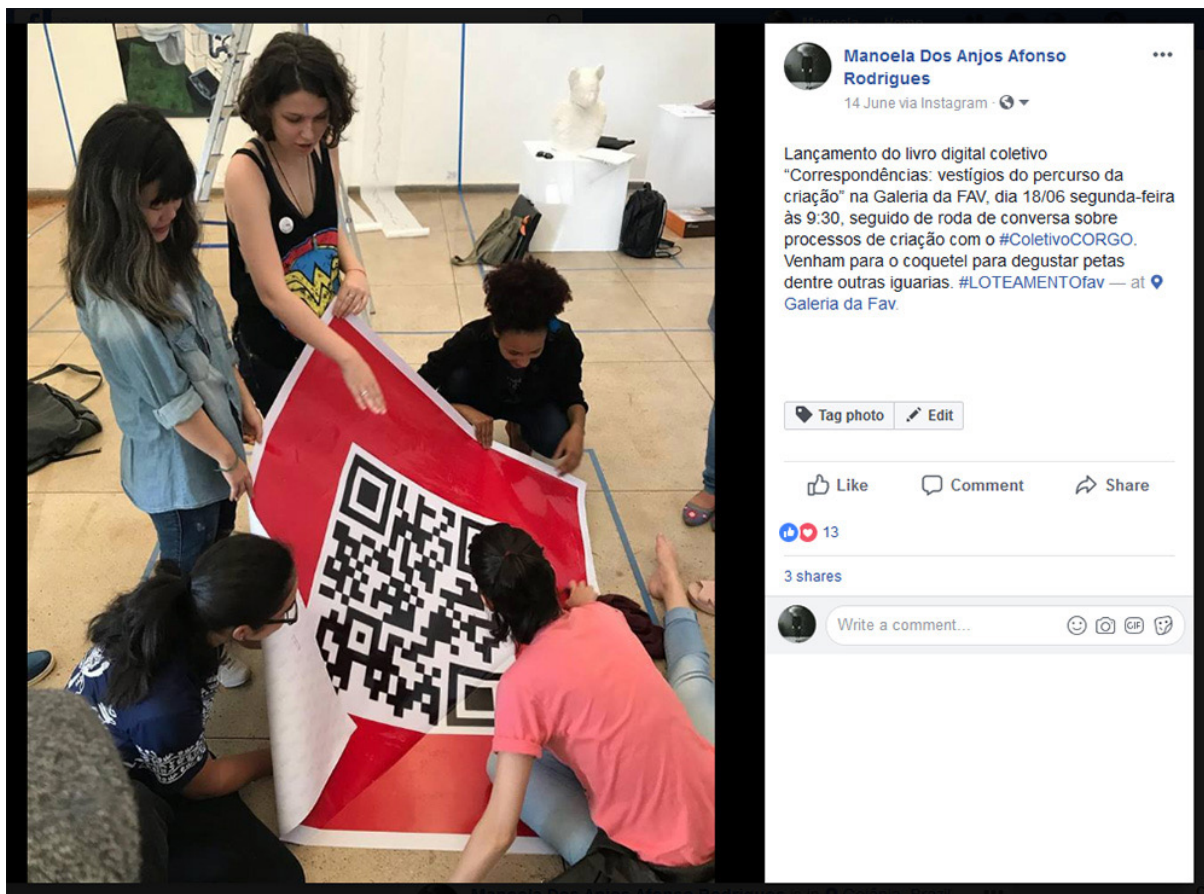 Manoela Dos Anjos Afonso
Rodrigues
14 June via Instagram ·
Lançamento do livro digital coletivo
“Correspondências: vestígios do percurso da
criação” na Galeria da FAV, dia 18/06 segunda-feira
às 9:30, seguido de roda de conversa sobre
processos de criação com o #ColetivoCORGO.
Venham para o coquetel para degustar petas
dentre outras iguarias. #LOTEAMENTOfav — at
Galeria da Fav.
Tag photo Edit
Like Comment Share
13
3 shares
Write a comment... GIF